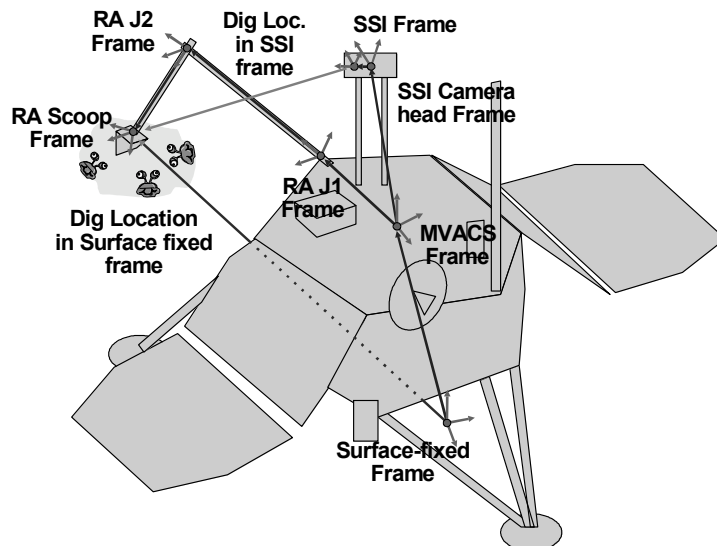 RA J2
Frame
Dig Loc.
in SSI
frame
SSI Frame
SSI Camera
head Frame
RA Scoop
Frame
RA J1
Frame
Dig Location
in Surface fixed
frame
MVACS
Frame
Surface-fixed
Frame